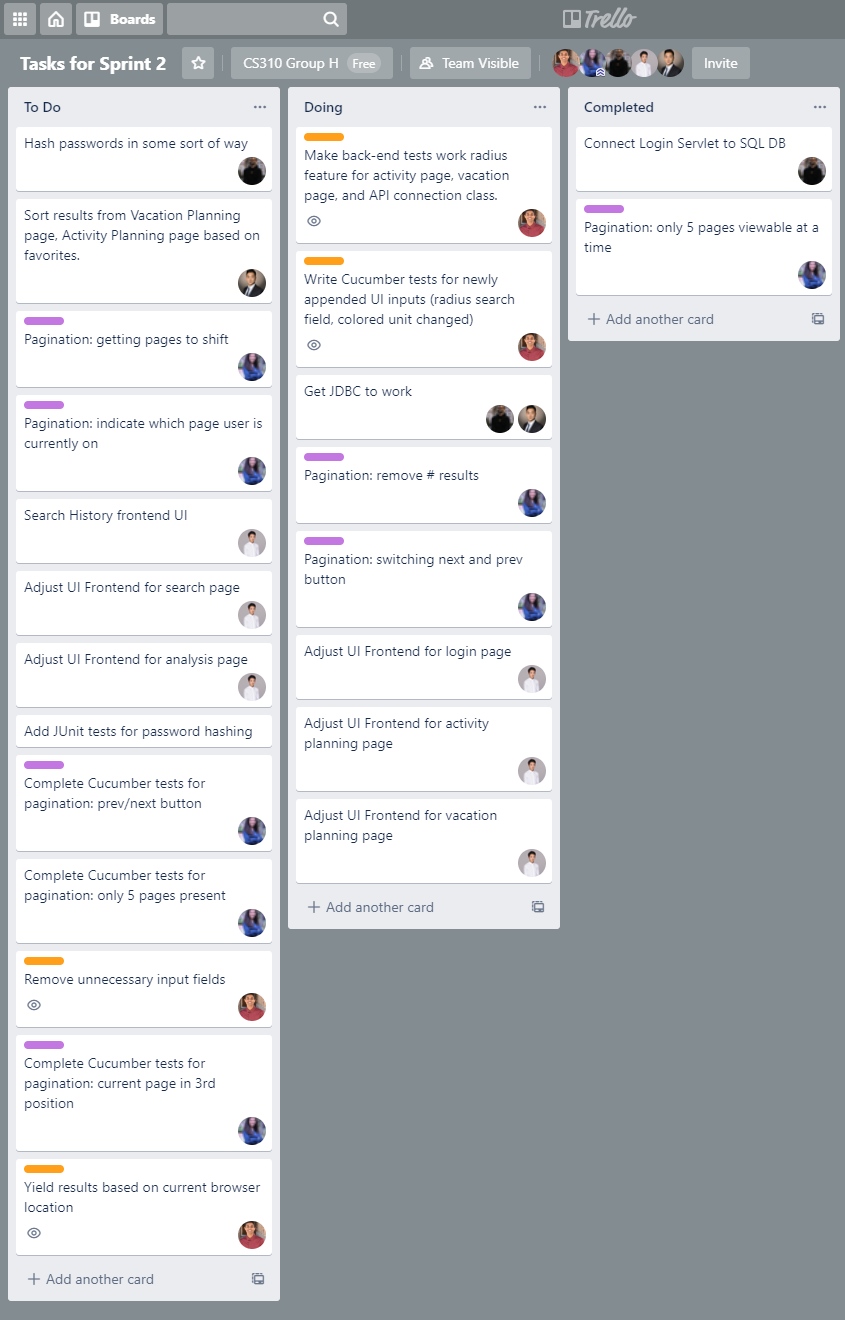 Boards
Trello
Tasks for Sprint 2
CS310 Group H
Free
Team Visible
Invite
To Do
Hash passwords in some sort of way
Sort results from Vacation Planning
page, Activity Planning page based on
favorites.
Pagination: getting pages to shift
Pagination: indicate which page user is
currently on
Search History frontend UI
Adjust UI Frontend for search page
Adjust UI Frontend for analysis page
Add JUnit tests for password hashing
Complete Cucumber tests for
pagination: prev/next button
Complete Cucumber tests for
pagination: only 5 pages present
Remove unnecessary input fields
Complete Cucumber tests for
pagination: current page in 3rd
position
Yield results based on current browser
location
+ Add another card
Doing
Make back-end tests work radius
feature for activity page, vacation
page, and API connection class.
Write Cucumber tests for newly
appended UI inputs (radius search
field, colored unit changed)
Get JDBC to work
Pagination: remove # results
Pagination: switching next and prev
button
Adjust UI Frontend for login page
Adjust UI Frontend for activity
planning page
Adjust UI Frontend for vacation
planning page
+ Add another card
Completed
Connect Login Servlet to SQL DB
Pagination: only 5 pages viewable at a
time
+ Add another card